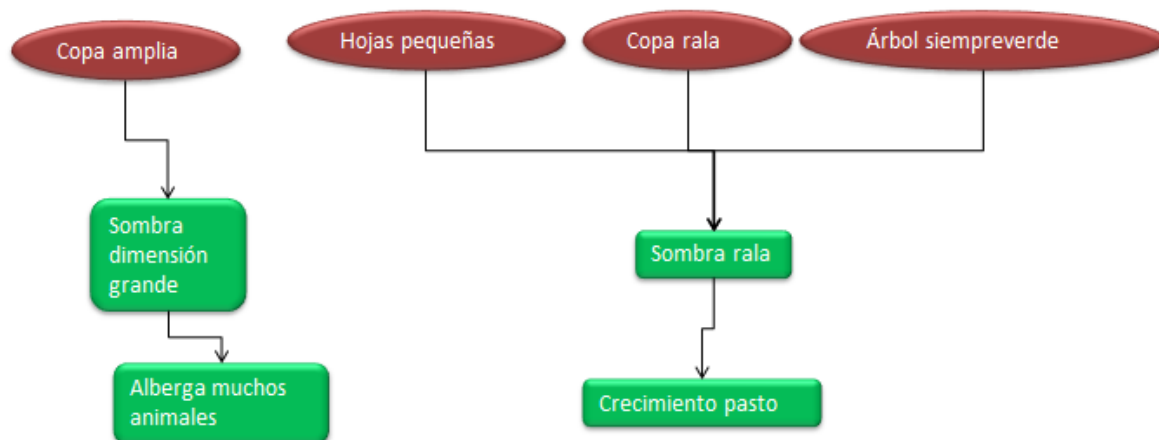 Copa amplia
Hojas pequeñas
Copa rala
Árbol siempreverde
Sombra
dimensión
grande
Sombra rala
Alberga muchos
animales
Crecimiento pasto